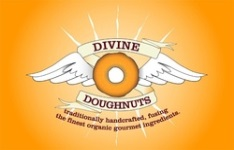 DIVINE
DOUGHNUTS
traditionally handcrafted, fusing
the finest organic gourmet ingredients.